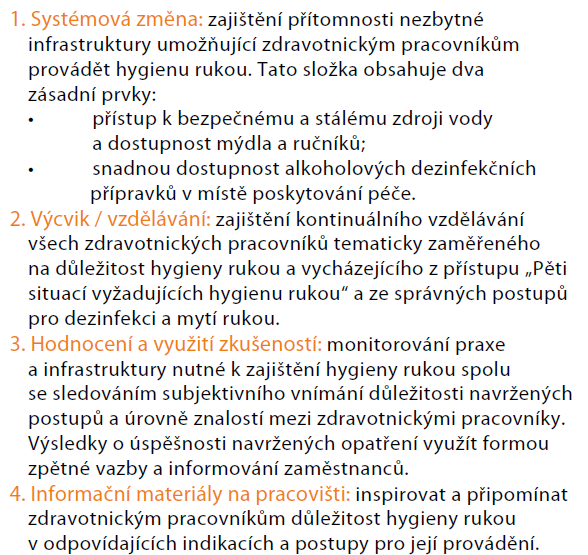 1. Systémová změna: zajištění přítomnosti nezbytné
infrastruktury umožňující zdravotnickým pracovníkům
provádět hygienu rukou. Tato složka obsahuje dva
zásadní prvky:
• přístup k bezpečnému a stálému zdroji vody
a dostupnost mýdla a ručníků;
• snadnou dostupnost alkoholových dezinfekčních
přípravků v místě poskytování péče.
2. Výcvik / vzdělávání: zajištění kontinuálního vzdělávání
všech zdravotnických pracovníků tematicky zaměřeného
na důležitost hygieny rukou a vycházejícího z přístupu „Pěti
situací vyžadujících hygienu rukou“ a ze správných postupů
pro dezinfekci a mytí rukou.
3. Hodnocení a využití zkušeností: monitorování praxe
a infrastruktury nutné k zajištění hygieny rukou spolu
se sledováním subjektivního vnímání důležitosti navržených
postupů a úrovně znalostí mezi zdravotnickými pracovníky.
Výsledky o úspěšnosti navržených opatření využít formou
zpětné vazby a informování zaměstnanců.
4. Informační materiály na pracovišti: inspirovat a připomínat
zdravotnickým pracovníkům důležitost hygieny rukou
v odpovídajících indikacích a postupy pro její provádění.